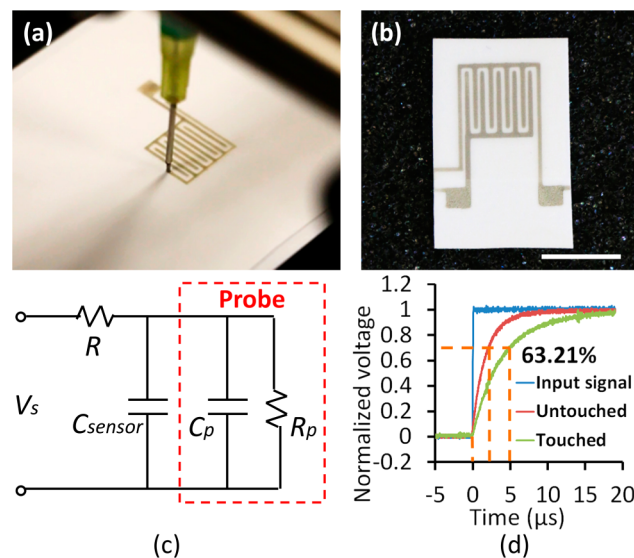 (a)
(b)
Probe
R
Vs
Csensor
Cp
Rp
(c)
Normalized voltage
1.2
1
0.8
0.6
0.4
0.2
0
-0.2
63.21%
Input signal
Untouched
Touched
-5 0 5 10 15 20
Time (μs)
(d)